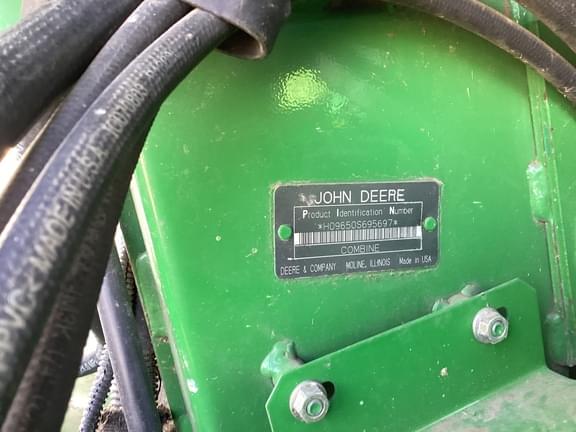 JOHN DEERE
Product Identification Number
*H09650S695697*
COMBINE
DEERE & COMPANY MOLINE, ILLINOIS Made in USA